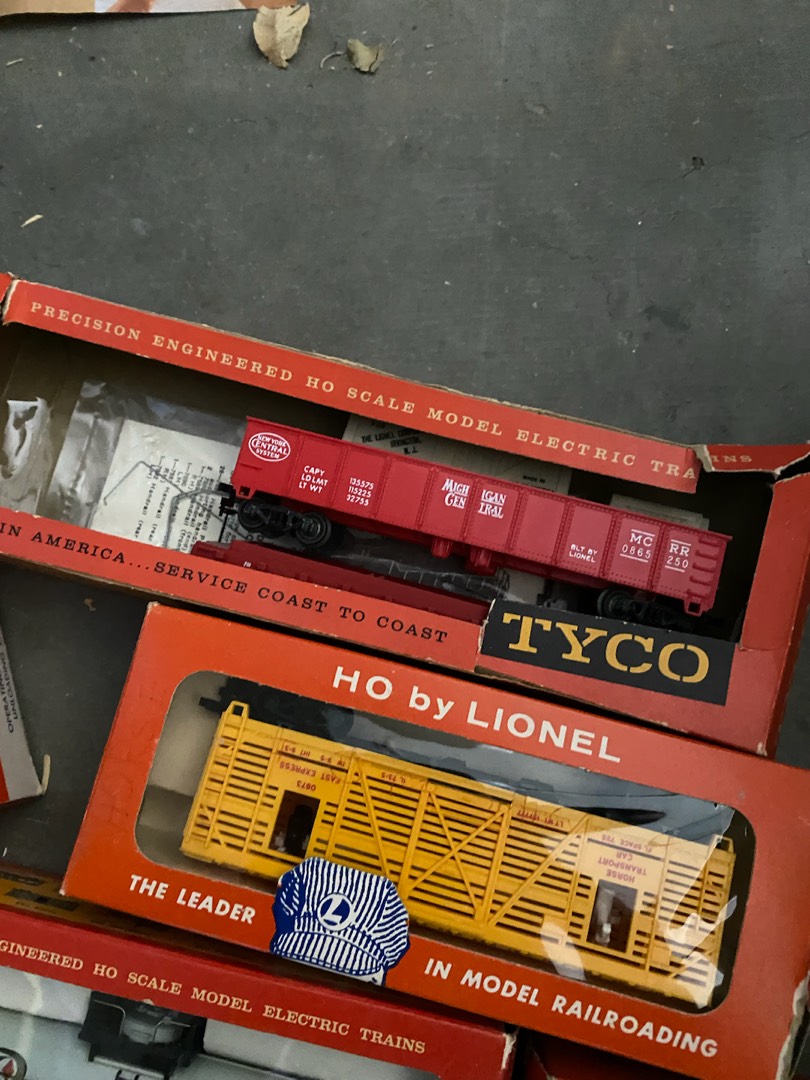 PRECISION ENGINEERED HO SCALE MODEL ELECTRIC TRAINS
THE LIONEL
N. J.
NEW YORK
CENTRAL
SYSTEM
CAPY 135575
LD LMT 115225
LT WT 32755
MICHIGAN
CENTRAL
BLT BY
LIONEL
MC RR
0865 250
IN AMERICA...SERVICE COAST TO COAST
TYCO
HO by LIONEL
0873
FAST EXPRESS
HORSE
TRANSPORT
CAR
THE LEADER
L
IN MODEL RAILROADING
GINEERED HO SCALE MODEL ELECTRIC TRAINS